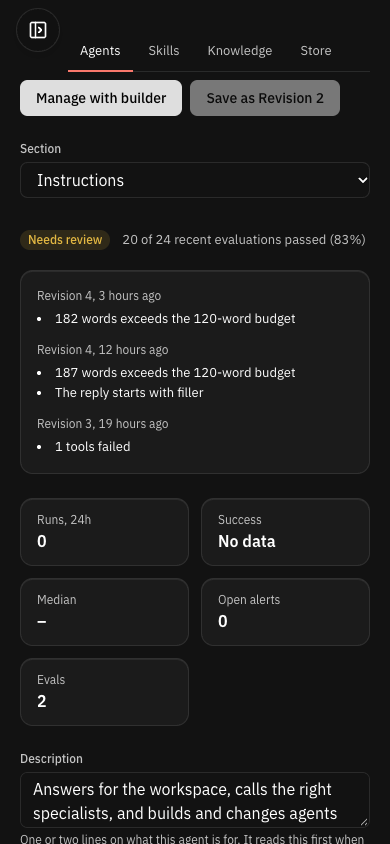 Agents Skills Knowledge Store
Manage with builder Save as Revision 2
Section
Instructions
Needs review 20 of 24 recent evaluations passed (83%)
Revision 4, 3 hours ago
• 182 words exceeds the 120-word budget
Revision 4, 12 hours ago
• 187 words exceeds the 120-word budget
• The reply starts with filler
Revision 3, 19 hours ago
• 1 tools failed
Runs, 24h
0
Success
No data
Median
–
Open alerts
0
Evals
2
Description
Answers for the workspace, calls the right
specialists, and builds and changes agents
One or two lines on what this agent is for. It reads this first when